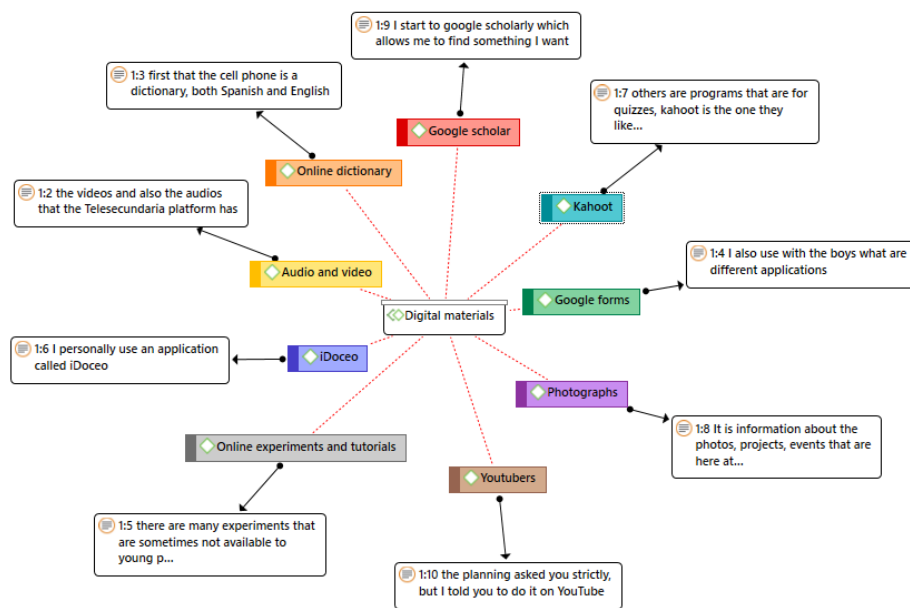 1:9 I start to google scholarly which
allows me to find something I want
1:3 first that the cell phone is a
dictionary, both Spanish and English
1:7 others are programs that are for
quizzes, kahoot is the one they
like...
Google scholar
Online dictionary
1:2 the videos and also the audios
that the Telesecundaria platform has
Kahoot
1:4 I also use with the boys what are
different applications
Audio and video
Google forms
Digital materials
1:6 I personally use an application
called iDoceo
iDoceo
Photographs
1:8 It is information about the
photos, projects, events that are
here at...
Online experiments and tutorials
Youtubers
1:5 there are many experiments that
are sometimes not available to
young p...
1:10 the planning asked you strictly,
but I told you to do it on YouTube